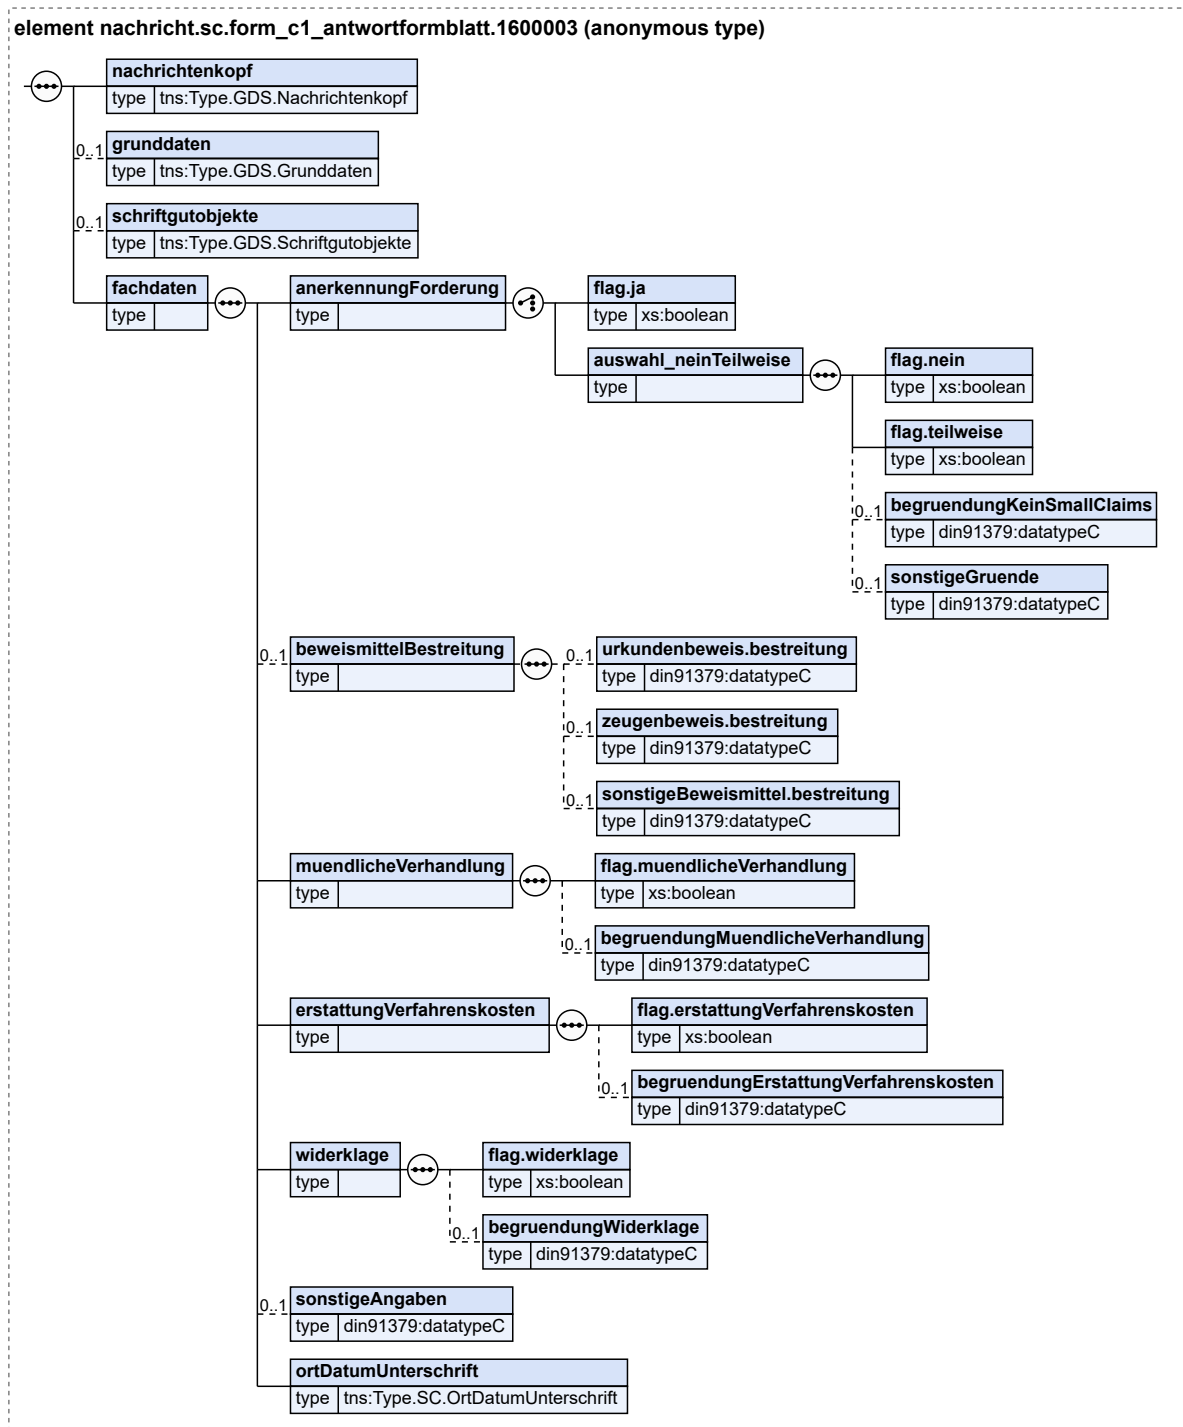 element nachricht.sc.form_c1_antwortformblatt.1600003 (anonymous type)
nachrichtenkopf
type tns:Type.GDS.Nachrichtenkopf
0..1 grunddaten
type tns:Type.GDS.Grunddaten
0..1 schriftgutobjekte
type tns:Type.GDS.Schriftgutobjekte
fachdaten
type
anerkennungForderung
type
flag.ja
type xs:boolean
auswahl_neinTeilweise
type
flag.nein
type xs:boolean
flag.teilweise
type xs:boolean
0..1 begruendungKeinSmallClaims
type din91379:datatypeC
0..1 sonstigeGruende
type din91379:datatypeC
0..1 beweismittelBestreitung
type
0..1 urkundenbeweis.bestreitung
type din91379:datatypeC
0..1 zeugenbeweis.bestreitung
type din91379:datatypeC
0..1 sonstigeBeweismittel.bestreitung
type din91379:datatypeC
muendlicheVerhandlung
type
flag.muendlicheVerhandlung
type xs:boolean
0..1 begruendungMuendlicheVerhandlung
type din91379:datatypeC
erstattungVerfahrenskosten
type
flag.erstattungVerfahrenskosten
type xs:boolean
0..1 begruendungErstattungVerfahrenskosten
type din91379:datatypeC
widerklage
type
flag.widerklage
type xs:boolean
0..1 begruendungWiderklage
type din91379:datatypeC
0..1 sonstigeAngaben
type din91379:datatypeC
ortDatumUnterschrift
type tns:Type.SC.OrtDatumUnterschrift